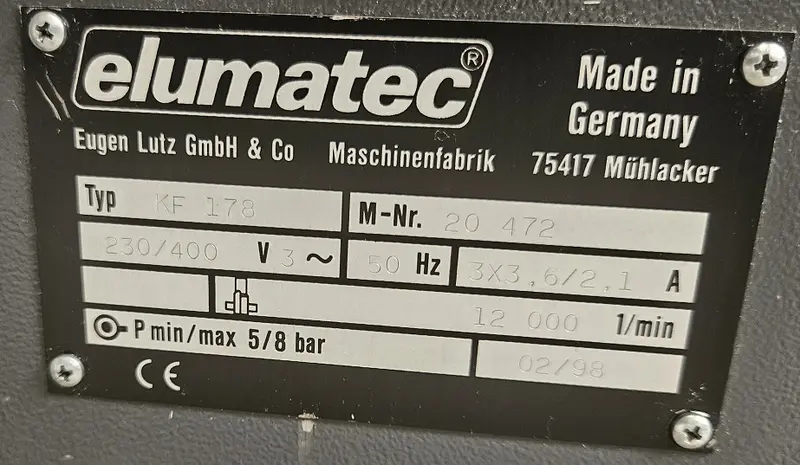 elumatec®
Made in
Germany
Eugen Lutz GmbH & Co Maschinenfabrik 75417 Mühlacker
Typ KF 178 M-Nr. 20 472
230/400 V 3 ~ 50 Hz 3X3,6/2,1 A
12 000 1/min
P min/max 5/8 bar 02/98
CE